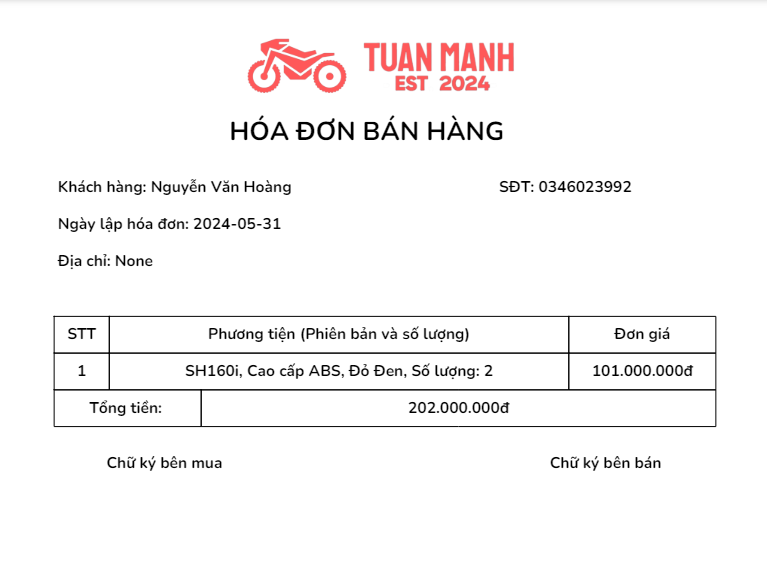 TUAN MANH
EST 2024
HÓA ĐƠN BÁN HÀNG
Khách hàng: Nguyễn Văn Hoàng SĐT: 0346023992
Ngày lập hóa đơn: 2024-05-31
Địa chỉ: None
STT Phương tiện (Phiên bản và số lượng) Đơn giá
1 SH160i, Cao cấp ABS, Đỏ Đen, Số lượng: 2 101.000.000đ
Tổng tiền: 202.000.000đ
Chữ ký bên mua Chữ ký bên bán